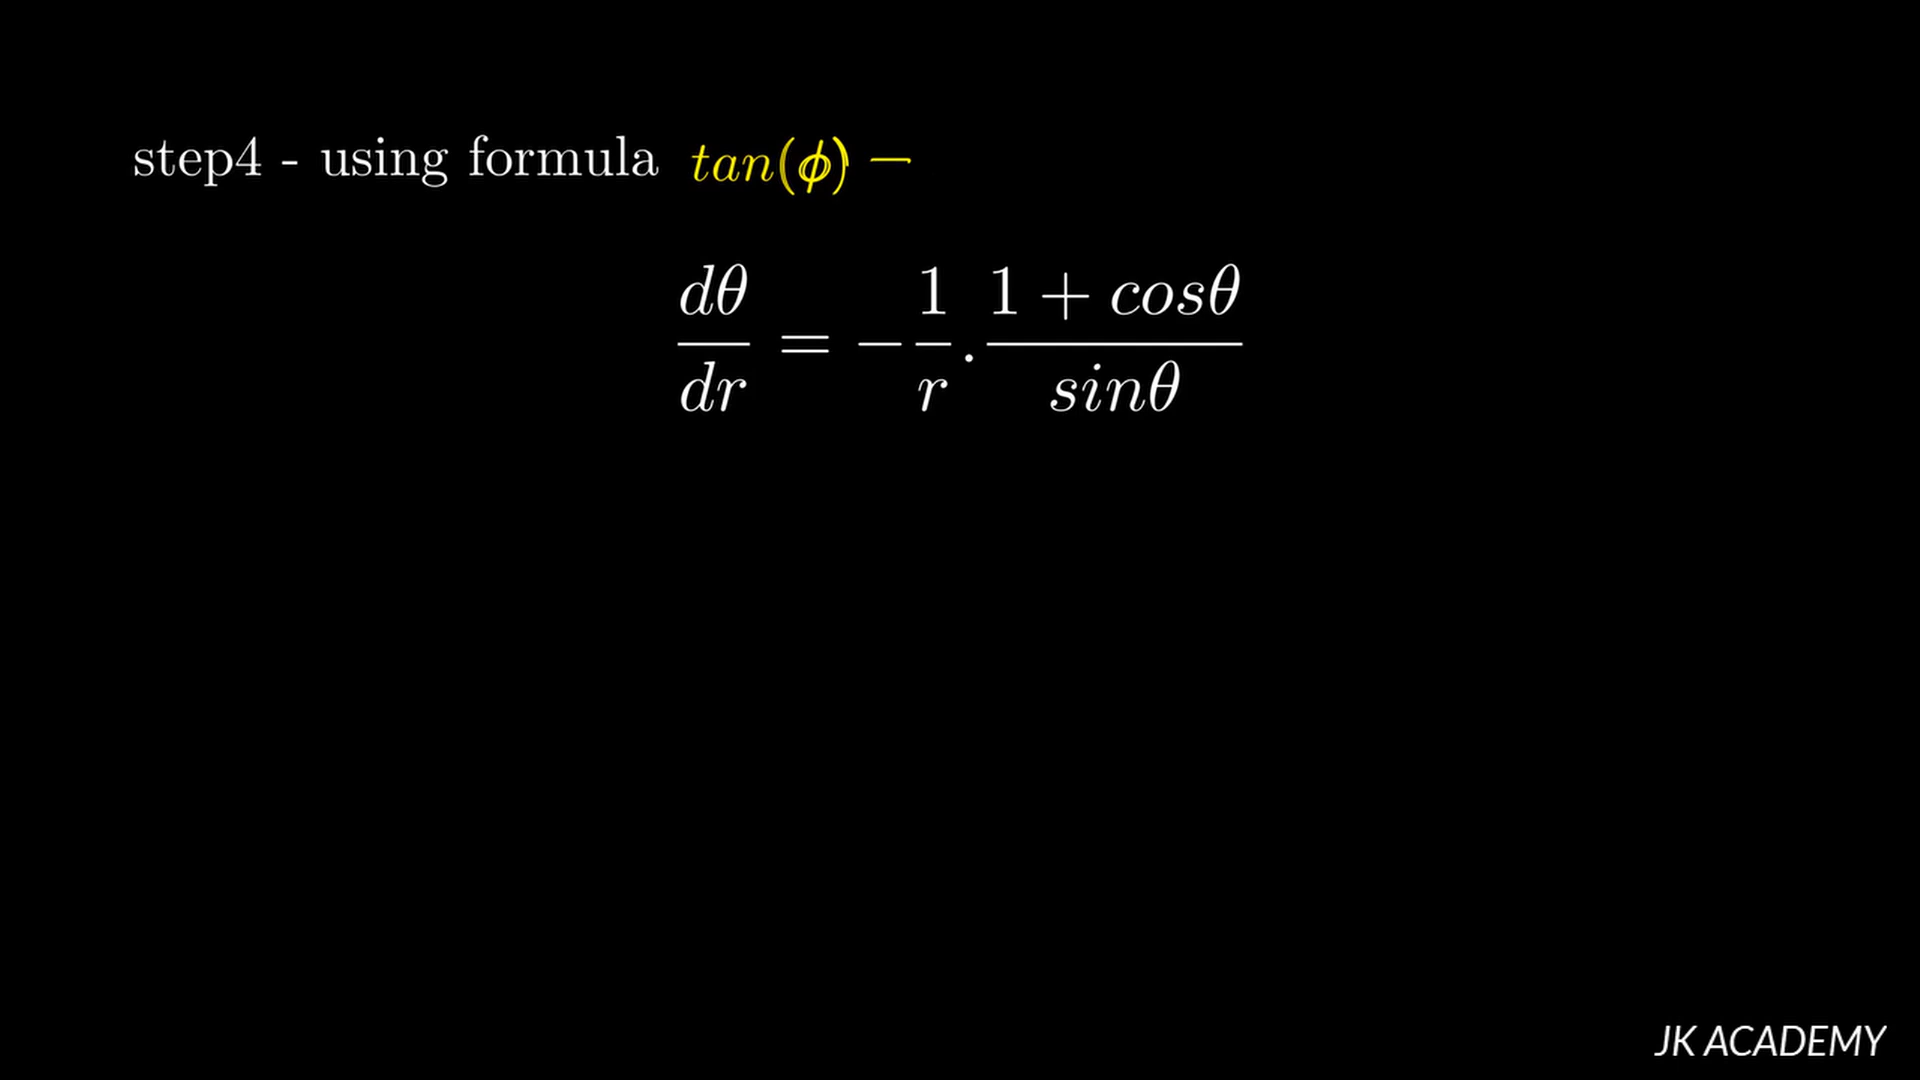 step4 - using formula tan(ϕ) −
dθ/dr = −1/r . 1 + cosθ/sinθ
JK ACADEMY